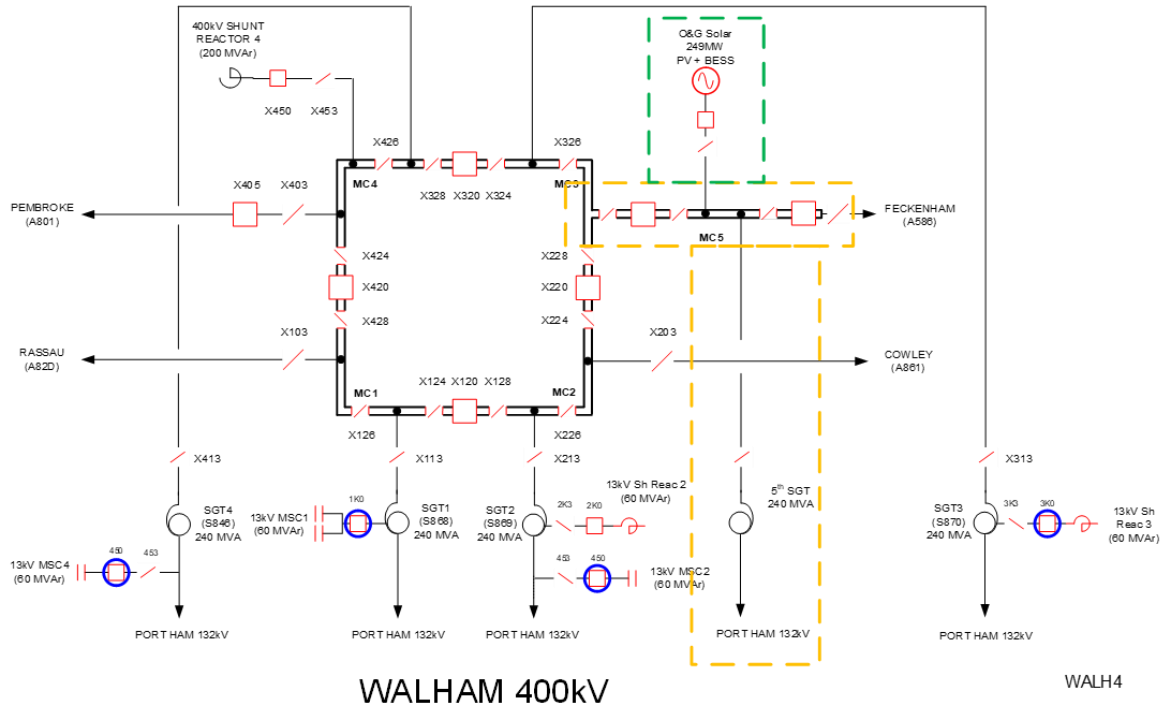 400kV SHUNT
REACTOR 4
(200 MVAr)
X450
X453
O&G Solar
249MW
PV + BESS
X426
X326
MC4
MC3
X328
X320
X324
X405
X403
PEMBROKE
(A801)
FECKENHAM
(A586)
MC5
X424
X228
X420
X220
X428
X224
X103
X203
RASSAU
(A82D)
COWLEY
(A861)
MC1
X124
X120
X128
MC2
X126
X226
X413
X113
X213
X313
SGT4
(S846)
240 MVA
13kV MSC1
(60 MVAr)
1K0
SGT1
(S868)
240 MVA
SGT2
(S869)
240 MVA
13kV Sh Reac 2
(60 MVAr)
2K3
2K0
5th SGT
240 MVA
SGT3
(S870)
240 MVA
3K3
3K0
13kV Sh
Reac 3
(60 MVAr)
13kV MSC4
(60 MVAr)
450
453
453
450
13kV MSC2
(60 MVAr)
PORT HAM 132kV
PORT HAM 132kV
PORT HAM 132kV
PORT HAM 132kV
PORT HAM 132kV
WALHAM 400kV
WALH4